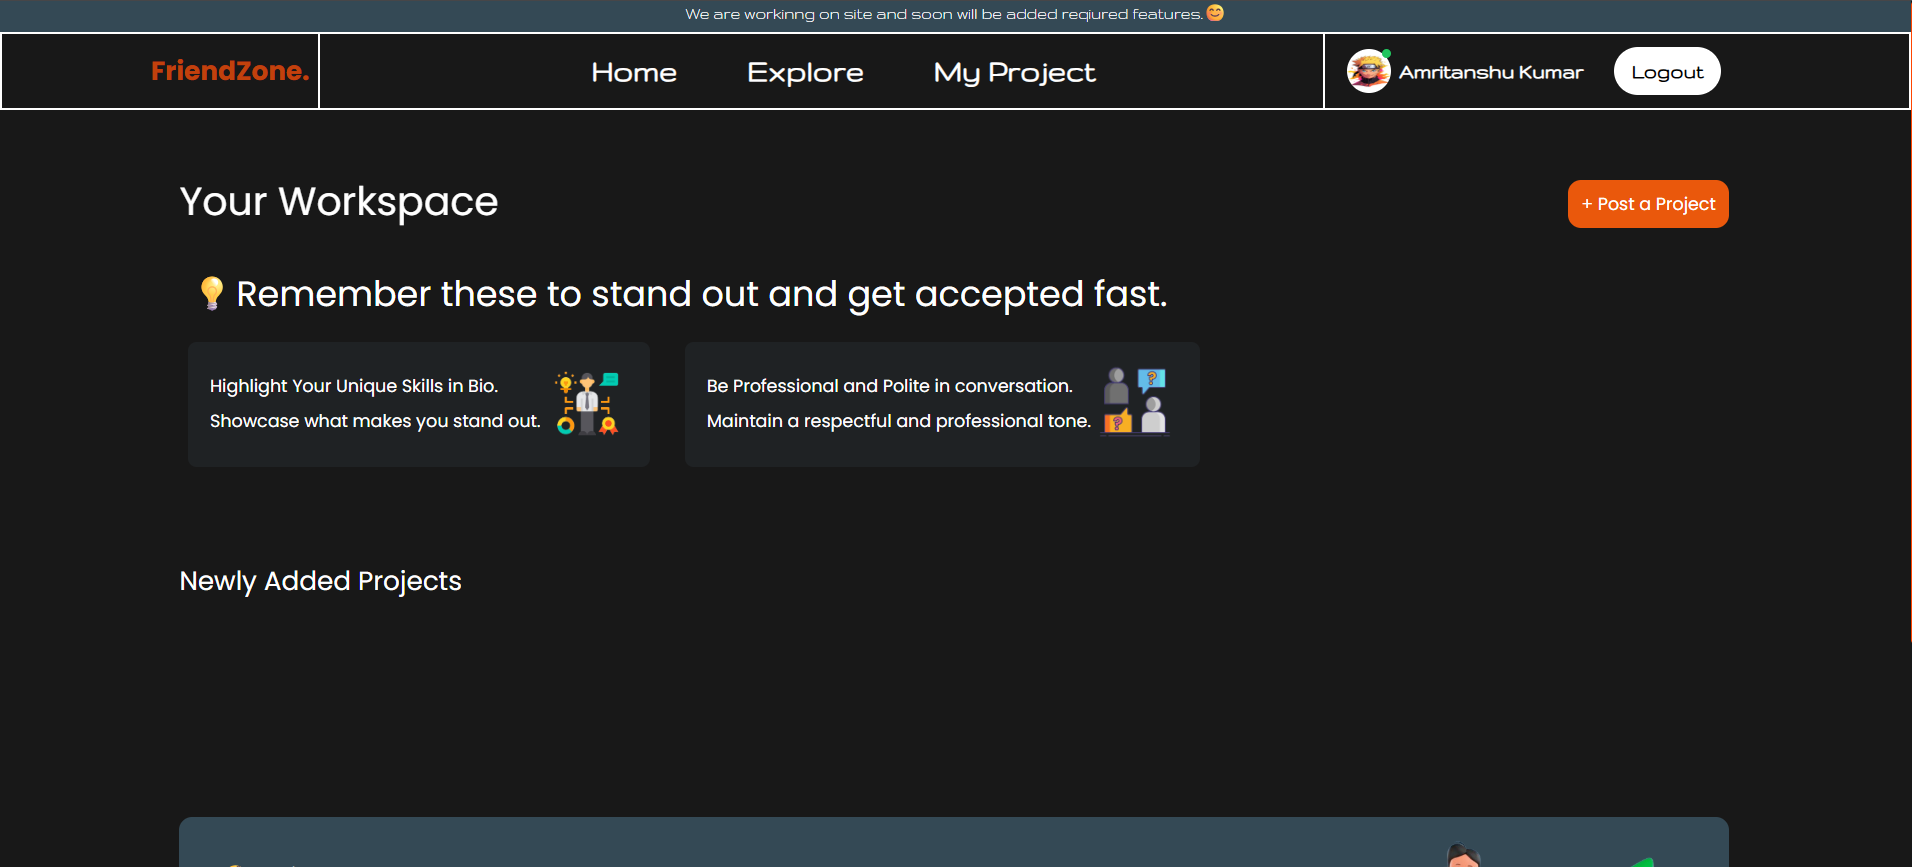 We are workinng on site and soon will be added reqiured features. 😊
FriendZone.
Home
Explore
My Project
Amritanshu Kumar
Logout
Your Workspace
+ Post a Project
💡 Remember these to stand out and get accepted fast.
Highlight Your Unique Skills in Bio.
Showcase what makes you stand out.
Be Professional and Polite in conversation.
Maintain a respectful and professional tone.
Newly Added Projects